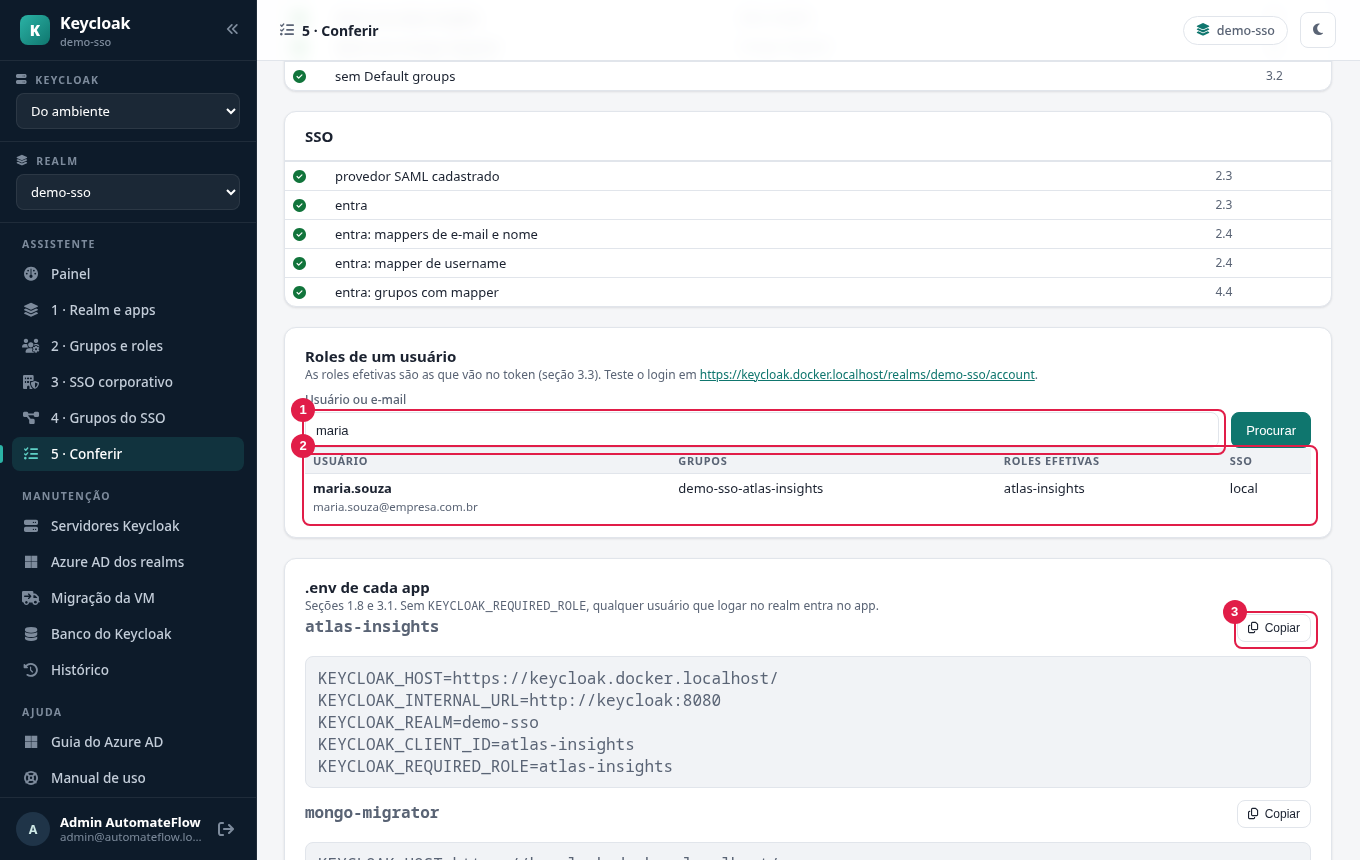 K
Keycloak
demo-sso
KEYCLOAK
Do ambiente
REALM
demo-sso
ASSISTENTE
Painel
1 · Realm e apps
2 · Grupos e roles
3 · SSO corporativo
4 · Grupos do SSO
5 · Conferir
MANUTENÇÃO
Servidores Keycloak
Azure AD dos realms
Migração da VM
Banco do Keycloak
Histórico
AJUDA
Guia do Azure AD
Manual de uso
A
Admin AutomateFlow
admin@automateflow.lo...
5 · Conferir
demo-sso
sem Default groups 3.2
SSO
provedor SAML cadastrado 2.3
entra 2.3
entra: mappers de e-mail e nome 2.4
entra: mapper de username 2.4
entra: grupos com mapper 4.4
Roles de um usuário
As roles efetivas são as que vão no token (seção 3.3). Teste o login em https://keycloak.docker.localhost/realms/demo-sso/account.
Usuário ou e-mail
1
maria
Procurar
2
USUÁRIO GRUPOS ROLES EFETIVAS SSO
maria.souza demo-sso-atlas-insights atlas-insights local
maria.souza@empresa.com.br
.env de cada app
Seções 1.8 e 3.1. Sem KEYCLOAK_REQUIRED_ROLE, qualquer usuário que logar no realm entra no app.
atlas-insights
3
Copiar
KEYCLOAK_HOST=https://keycloak.docker.localhost/
KEYCLOAK_INTERNAL_URL=http://keycloak:8080
KEYCLOAK_REALM=demo-sso
KEYCLOAK_CLIENT_ID=atlas-insights
KEYCLOAK_REQUIRED_ROLE=atlas-insights
mongo-migrator
Copiar